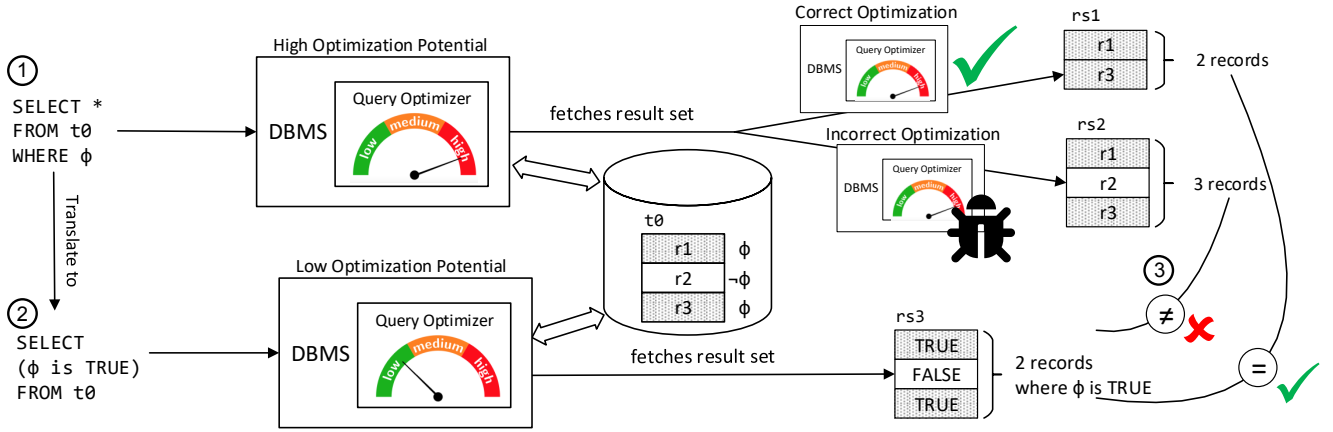 1
SELECT *
FROM t0
WHERE ϕ
Translate to
2
SELECT
(ϕ is TRUE)
FROM t0
High Optimization Potential
DBMS
Query Optimizer
low
medium
high
fetches result set
Correct Optimization
DBMS
Query Optimizer
low
medium
high
rs1
r1
r3
2 records
Incorrect Optimization
DBMS
Query Optimizer
low
medium
high
rs2
r1
r2
r3
3 records
t0
r1 ϕ
r2 ¬ϕ
r3 ϕ
Low Optimization Potential
DBMS
Query Optimizer
low
medium
high
fetches result set
rs3
TRUE
FALSE
TRUE
2 records
where ϕ is TRUE
3
≠
=